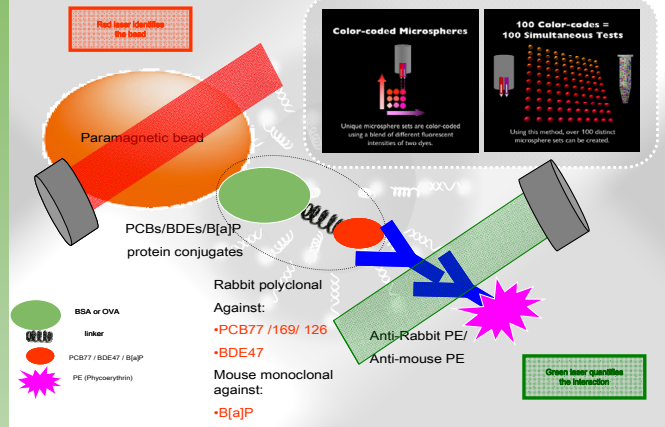 Red laser identifies
the bead
Color-coded Microspheres
Unique microsphere sets are color-coded
using a blend of different fluorescent
intensities of two dyes.
100 Color-codes =
100 Simultaneous Tests
Using this method, over 100 distinct
microsphere sets can be created.
Paramagnetic bead
PCBs/BDEs/B[a]P
protein conjugates
Rabbit polyclonal
Against:
•PCB77 /169/ 126
•BDE47
Mouse monoclonal
against:
•B[a]P
Anti-Rabbit PE/
Anti-mouse PE
BSA or OVA
linker
PCB77 / BDE47 / B[a]P
PE (Phycoerythrin)
Green laser quantifies
the interaction